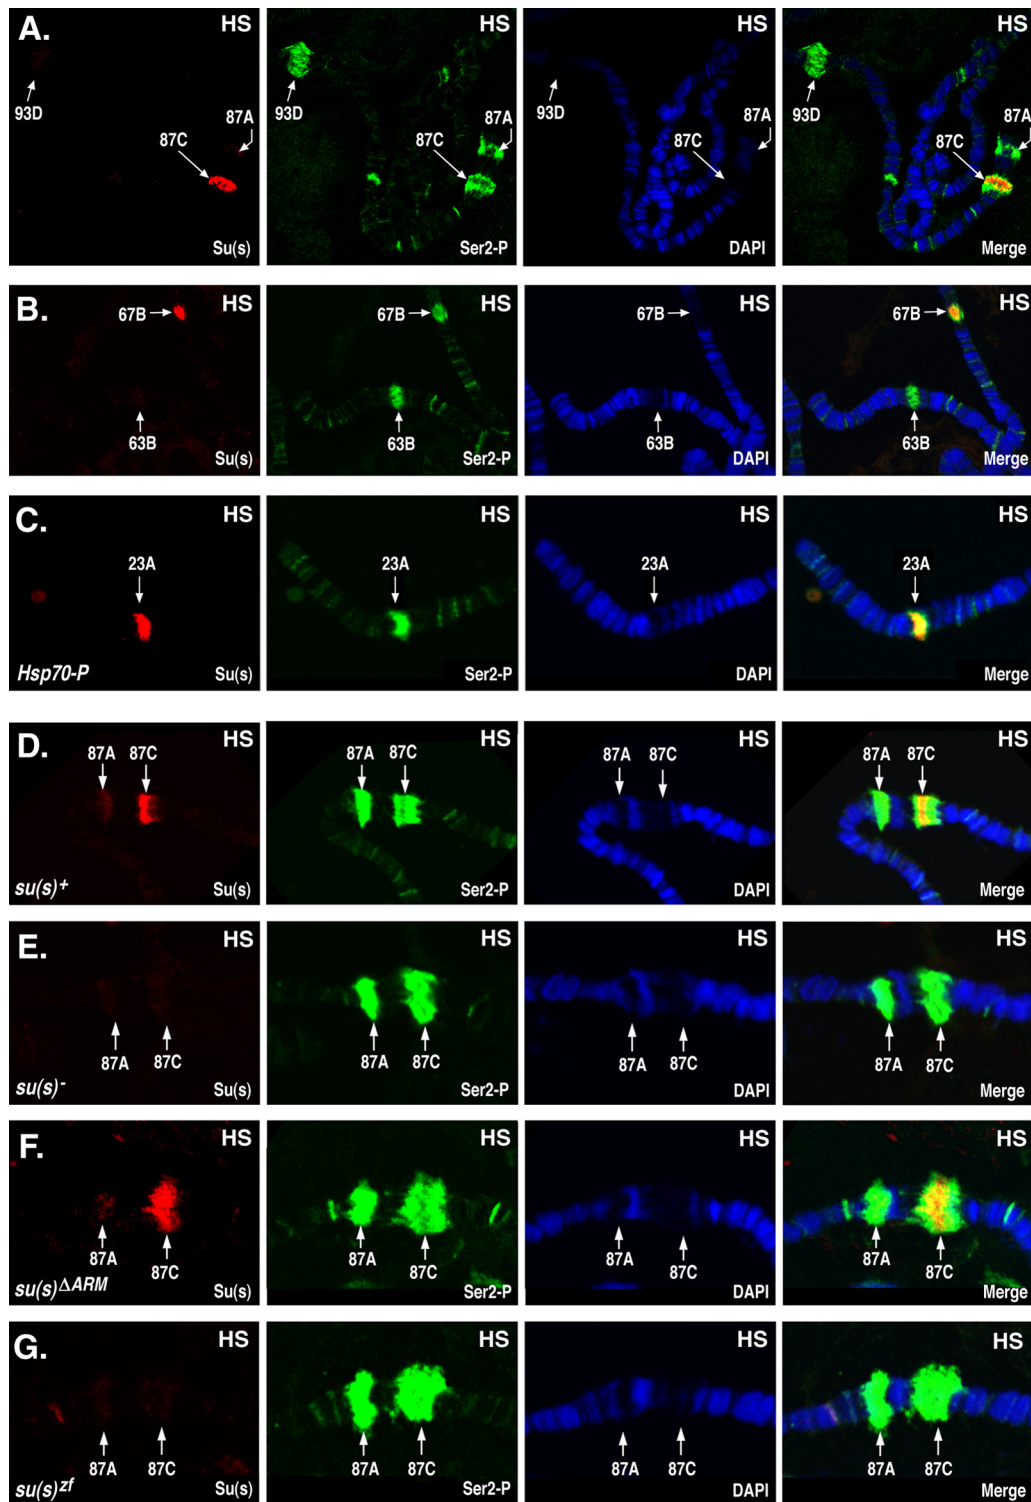 A. HS HS HS HS
93D 87A 87C Su(s)
93D 87A 87C Ser2-P
93D 87A 87C DAPI
93D 87A 87C Merge
B. HS HS HS HS
67B 63B Su(s)
67B 63B Ser2-P
67B 63B DAPI
67B 63B Merge
C. HS HS HS HS
23A 23A 23A 23A
Hsp70-P Su(s) Ser2-P DAPI Merge
D. HS HS HS HS
87A 87C 87A 87C 87A 87C 87A 87C
su(s)+ Su(s) Ser2-P DAPI Merge
E. HS HS HS HS
87A 87C 87A 87C 87A 87C 87A 87C
su(s)- Su(s) Ser2-P DAPI Merge
F. HS HS HS HS
87A 87C 87A 87C 87A 87C 87A 87C
su(s)ΔARM Su(s) Ser2-P DAPI Merge
G. HS HS HS HS
87A 87C 87A 87C 87A 87C 87A 87C
su(s)zf Su(s) Ser2-P DAPI Merge